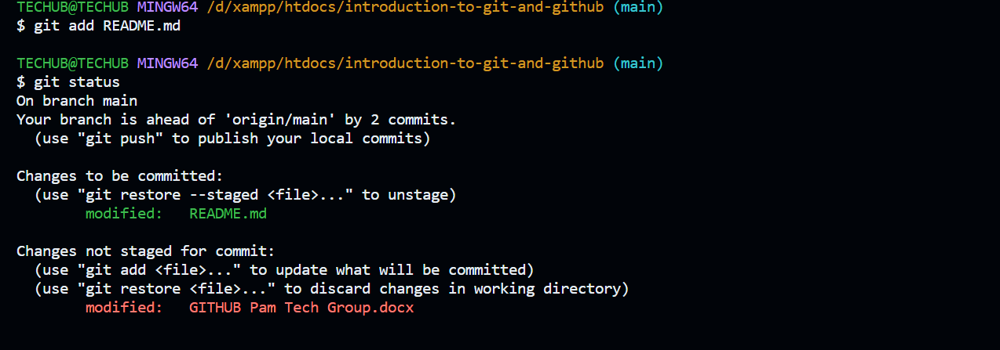 TECHUB@TECHUB MINGW64 /d/xampp/htdocs/introduction-to-git-and-github (main)
$ git add README.md
TECHUB@TECHUB MINGW64 /d/xampp/htdocs/introduction-to-git-and-github (main)
$ git status
On branch main
Your branch is ahead of 'origin/main' by 2 commits.
  (use "git push" to publish your local commits)
Changes to be committed:
  (use "git restore --staged <file>..." to unstage)
        modified:   README.md
Changes not staged for commit:
  (use "git add <file>..." to update what will be committed)
  (use "git restore <file>..." to discard changes in working directory)
        modified:   GITHUB Pam Tech Group.docx